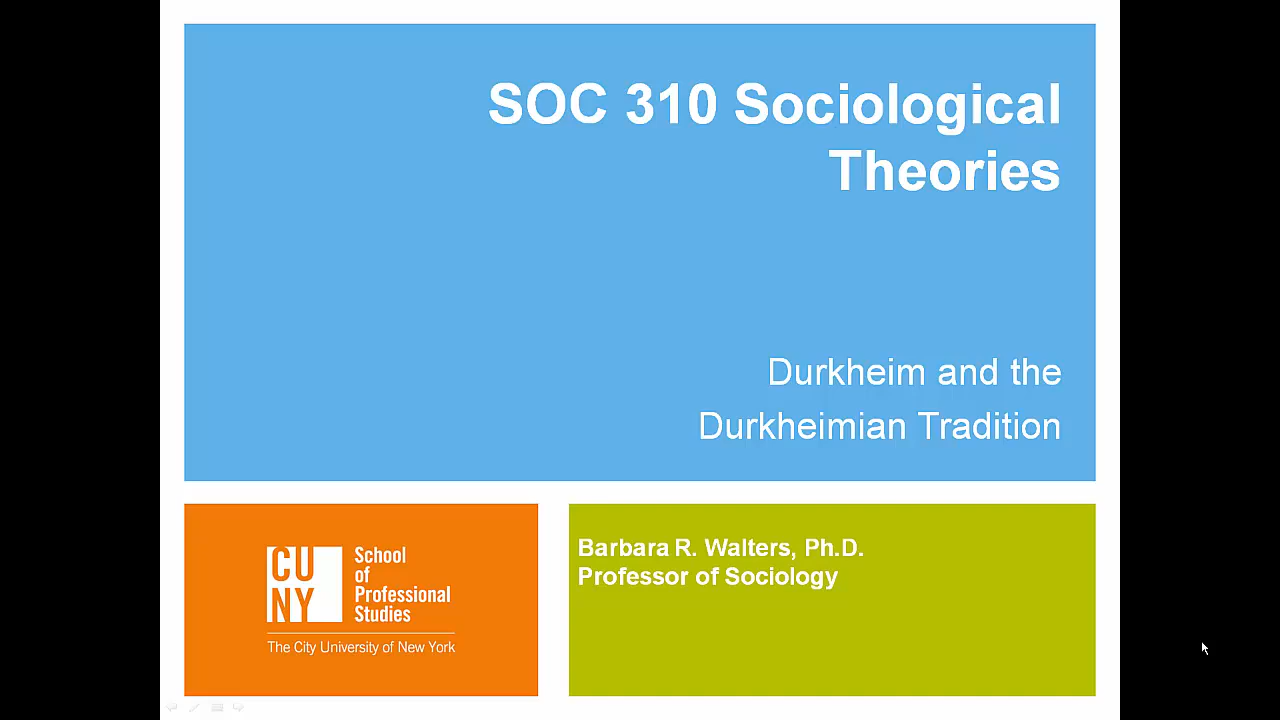 SOC 310 Sociological
Theories
Durkheim and the
Durkheimian Tradition
CU
NY
School
of
Professional
Studies
The City University of New York
Barbara R. Walters, Ph.D.
Professor of Sociology